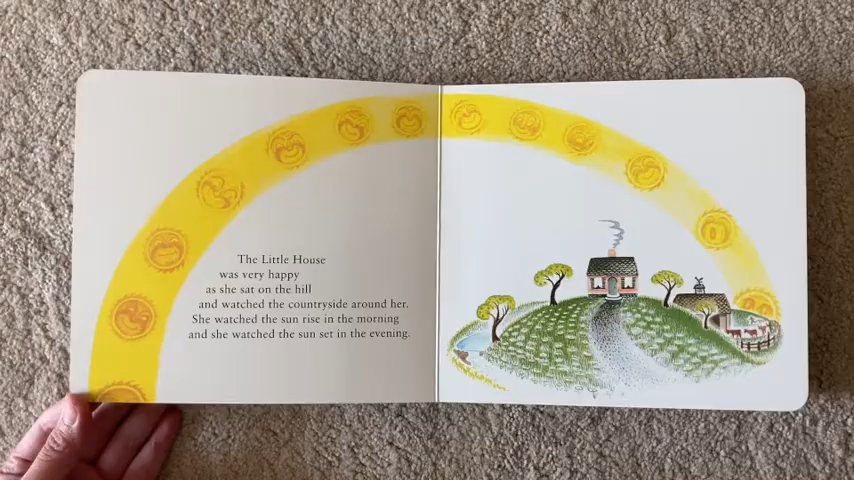 The Little House
was very happy
as she sat on the hill
and watched the countryside around her.
She watched the sun rise in the morning
and she watched the sun set in the evening.